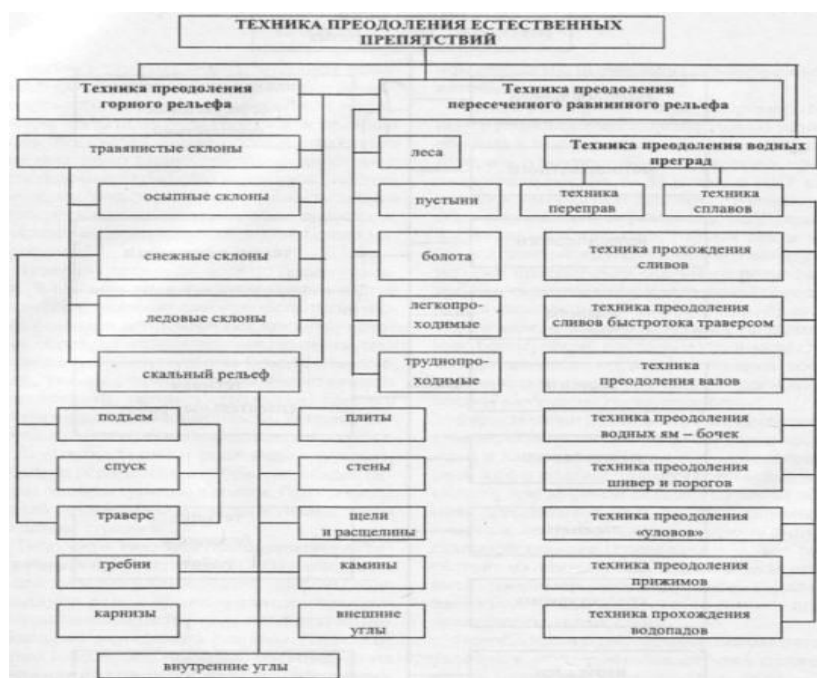 ТЕХНИКА ПРЕОДОЛЕНИЯ ЕСТЕСТВЕННЫХ
ПРЕПЯТСТВИЙ
Техника преодоления
горного рельефа
травянистые склоны
осыпные склоны
снежные склоны
ледовые склоны
скальный рельеф
подъем
спуск
траверс
гребни
карнизы
плиты
стены
щели
и расщелины
камины
внешние
углы
внутренние углы
Техника преодоления
пересеченного равнинного рельефа
леса
пустыни
болота
легкопро-
ходимые
труднопро-
ходимые
Техника преодоления водных
преград
техника
переправ
техника
сплавов
техника прохождения
сливов
техника преодоления
сливов быстротока траверсом
техника
преодоления валов
техника преодоления
водных ям – бочек
техника преодоления
шивер и порогов
техника преодоления
«уловов»
техника преодоления
прижимов
техника прохождения
водопадов